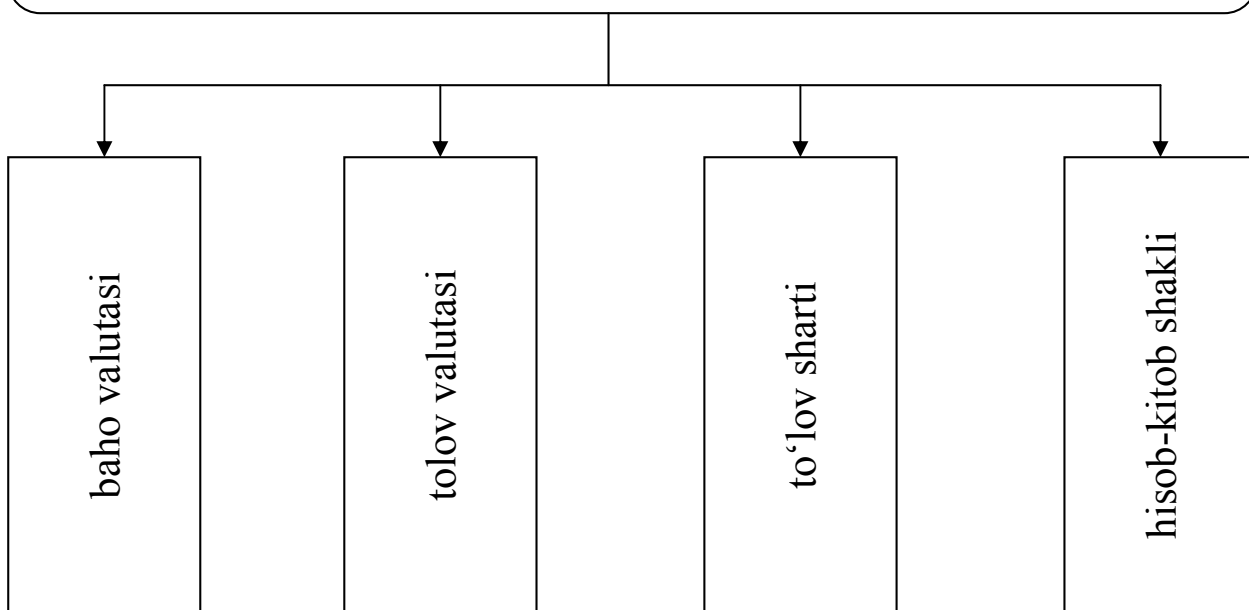 baho valutasi
tolov valutasi
to‘lov sharti
hisob-kitob shakli